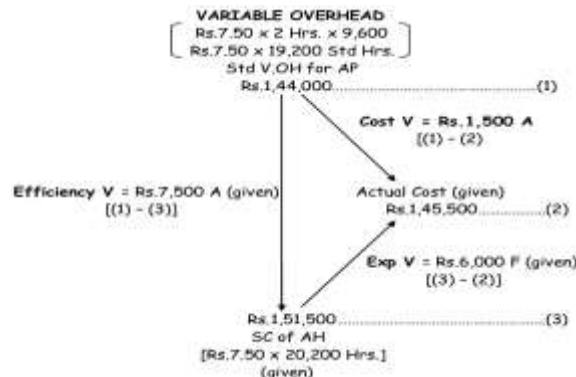 VARIABLE OVERHEAD
Rs.7.50 x 2 Hrs. x 9,600
Rs.7.50 x 19,200 Std Hrs.
Std V.OH for AP
Rs.1,44,000..............................(1)
Cost V = Rs.1,500 A
[(1) - (2)
Efficiency V = Rs.7,500 A (given)
[(1) - (3)]
Actual Cost (given)
Rs.1,45,500...............(2)
Exp V = Rs.6,000 F (given)
[(3) - (2)]
Rs.1,51,500..............................(3)
SC of AH
[Rs.7.50 x 20,200 Hrs.]
(given)